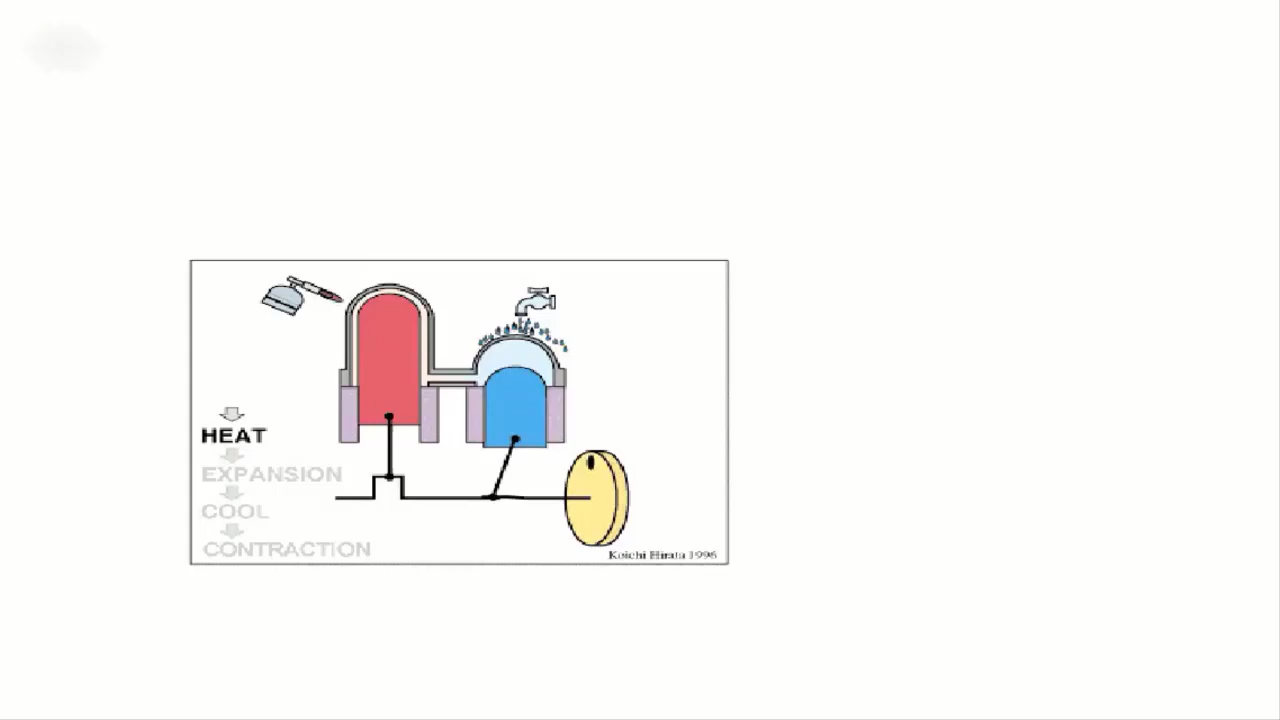 HEAT
EXPANSION
COOL
CONTRACTION
Koichi Hirata 1996